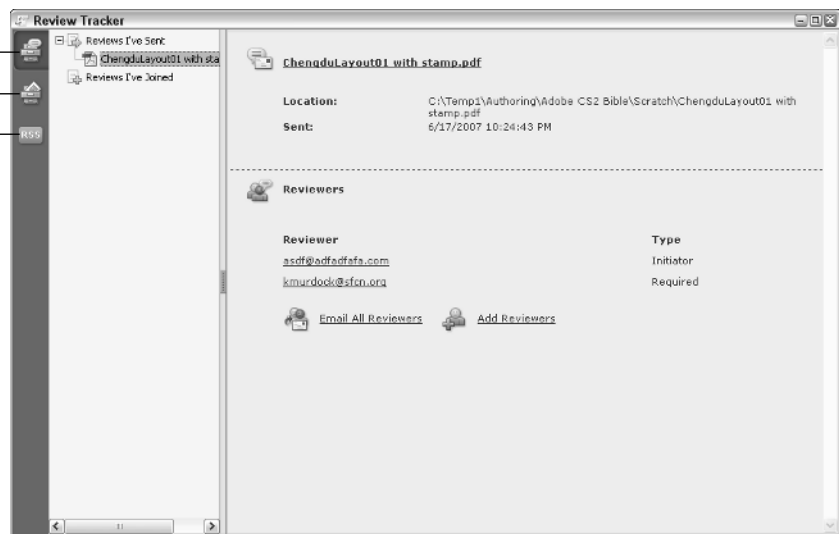 Review Tracker
RSS
Reviews I've Sent
ChengduLayout01 with sta
Reviews I've Joined
ChengduLayout01 with stamp.pdf
Location: C:\Temp1\Authoring\Adobe CS2 Bible\Scratch\ChengduLayout01 with
stamp.pdf
Sent: 6/17/2007 10:24:43 PM
Reviewers
Reviewer Type
asdf@adfadfafa.com Initiator
kmurdock@sfcn.org Required
Email All Reviewers Add Reviewers